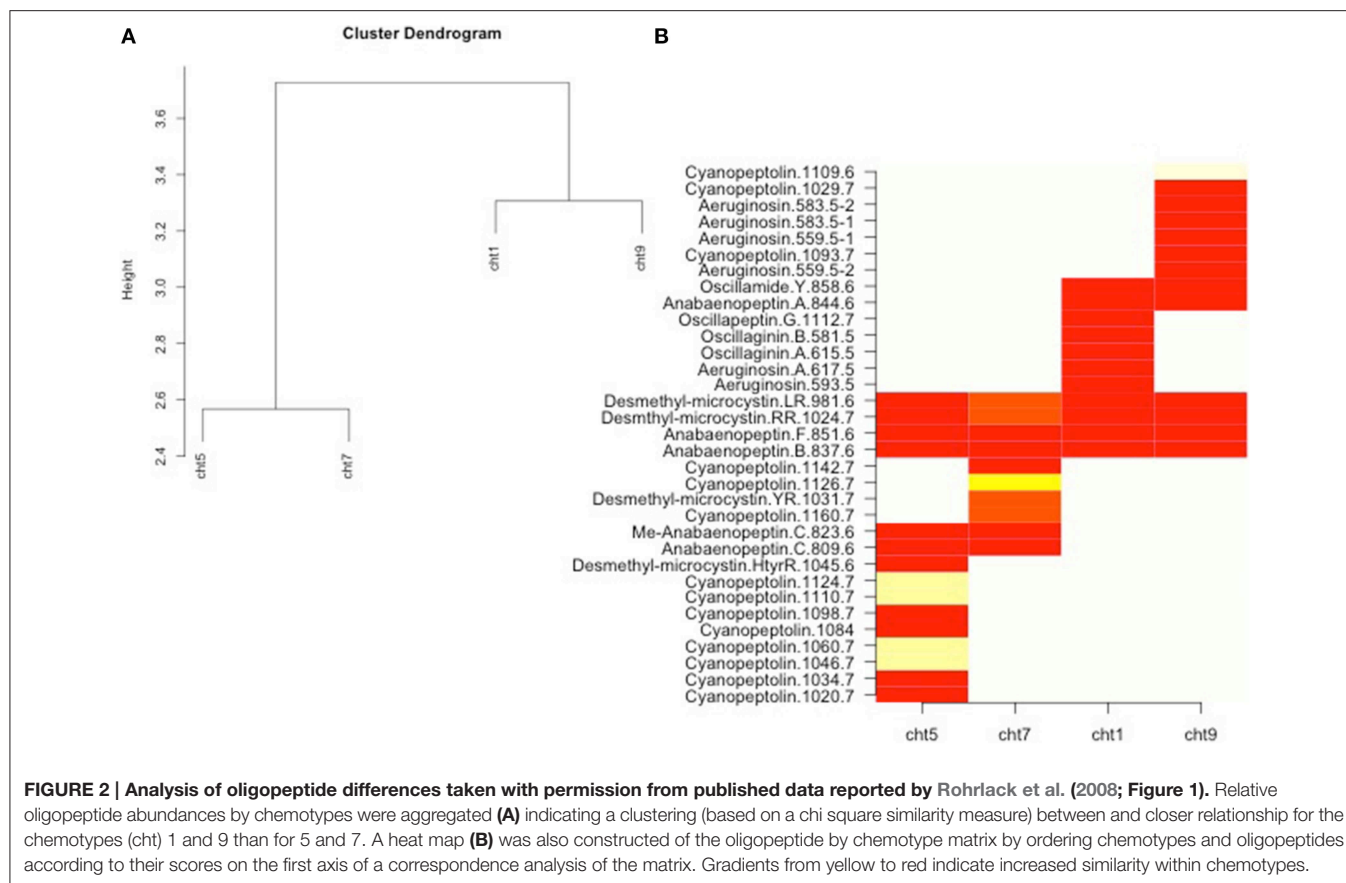 A
Cluster Dendrogram
B
Height
2.4
2.6
2.8
3.0
3.2
3.4
3.6
cht5
cht7
cht1
cht9
Cyanopeptolin.1109.6
Cyanopeptolin.1029.7
Aeruginosin.583.5-2
Aeruginosin.583.5-1
Aeruginosin.559.5-1
Cyanopeptolin.1093.7
Aeruginosin.559.5-2
Oscillamide.Y.858.6
Anabaenopeptin.A.844.6
Oscillapeptin.G.1112.7
Oscillaginin.B.581.5
Oscillaginin.A.615.5
Aeruginosin.A.617.5
Aeruginosin.593.5
Desmethyl-microcystin.LR.981.6
Desmthyl-microcystin.RR.1024.7
Anabaenopeptin.F.851.6
Anabaenopeptin.B.837.6
Cyanopeptolin.1142.7
Cyanopeptolin.1126.7
Desmethyl-microcystin.YR.1031.7
Cyanopeptolin.1160.7
Me-Anabaenopeptin.C.823.6
Anabaenopeptin.C.809.6
Desmethyl-microcystin.HtyrR.1045.6
Cyanopeptolin.1124.7
Cyanopeptolin.1110.7
Cyanopeptolin.1098.7
Cyanopeptolin.1084
Cyanopeptolin.1060.7
Cyanopeptolin.1046.7
Cyanopeptolin.1034.7
Cyanopeptolin.1020.7
cht5 cht7 cht1 cht9
FIGURE 2 | Analysis of oligopeptide differences taken with permission from published data reported by Rohrlack et al. (2008; Figure 1). Relative
oligopeptide abundances by chemotypes were aggregated (A) indicating a clustering (based on a chi square similarity measure) between and closer relationship for the
chemotypes (cht) 1 and 9 than for 5 and 7. A heat map (B) was also constructed of the oligopeptide by chemotype matrix by ordering chemotypes and oligopeptides
according to their scores on the first axis of a correspondence analysis of the matrix. Gradients from yellow to red indicate increased similarity within chemotypes.